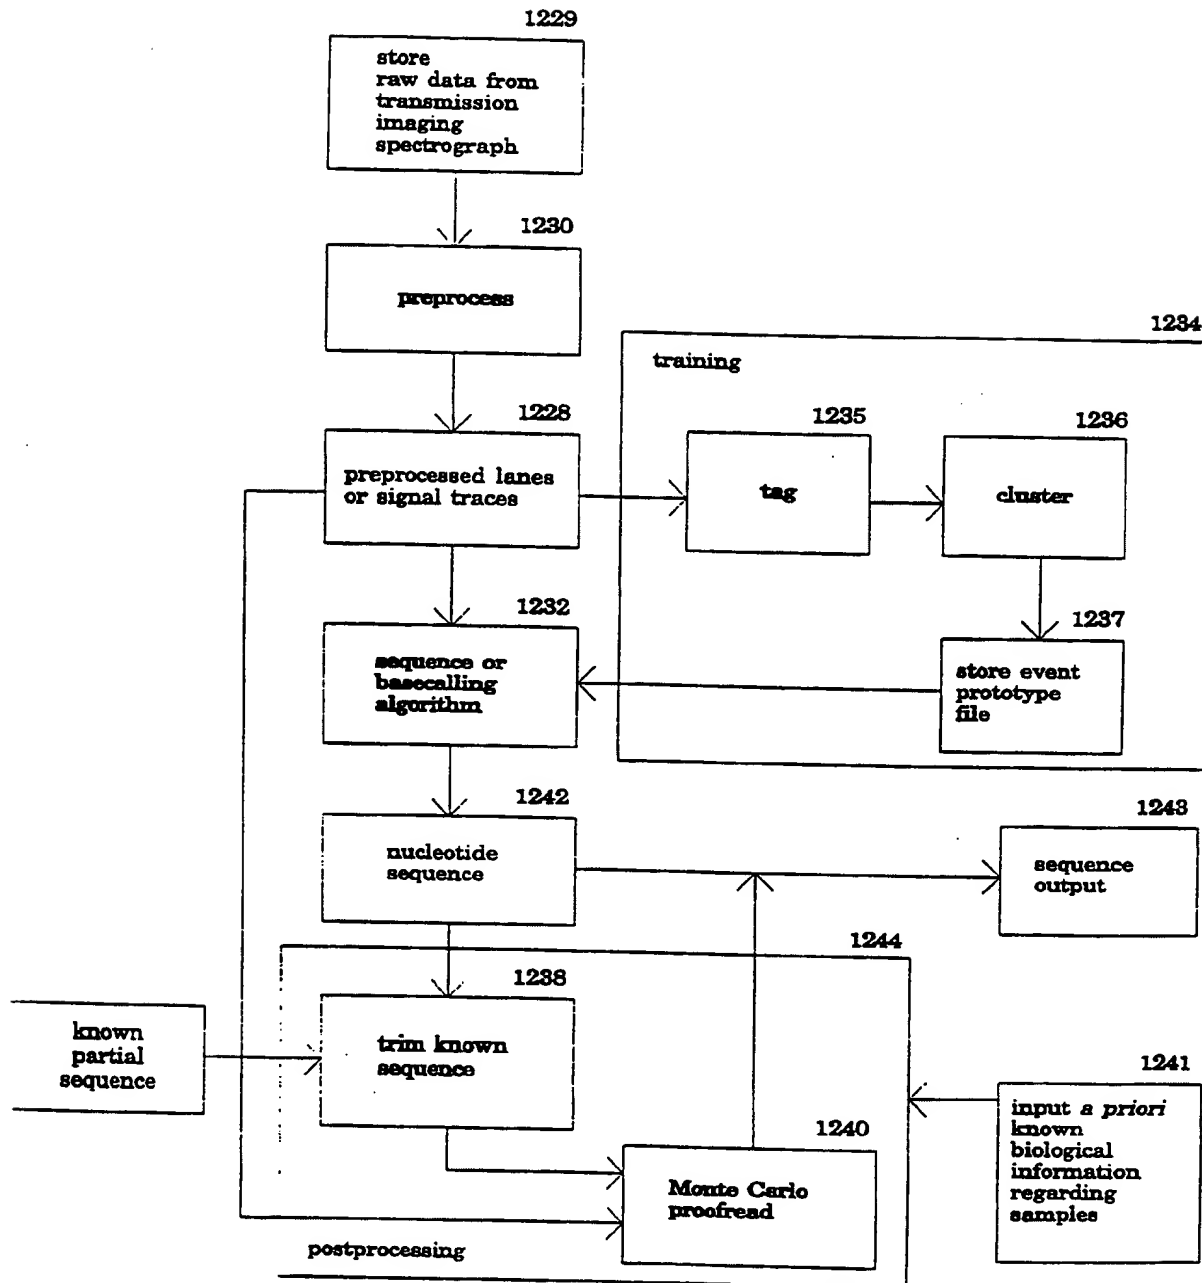 1229
store
raw data from
transmission
imaging
spectrograph
1230
preprocess
1234
training
1228
preprocessed lanes
or signal traces
1235
tag
1236
cluster
1232
sequence or
basecalling
algorithm
1237
store event
prototype
file
1242
nucleotide
sequence
1243
sequence
output
1244
1238
trim known
sequence
known
partial
sequence
1241
input a priori
known
biological
information
regarding
samples
1240
Monte Carlo
proofread
postprocessing